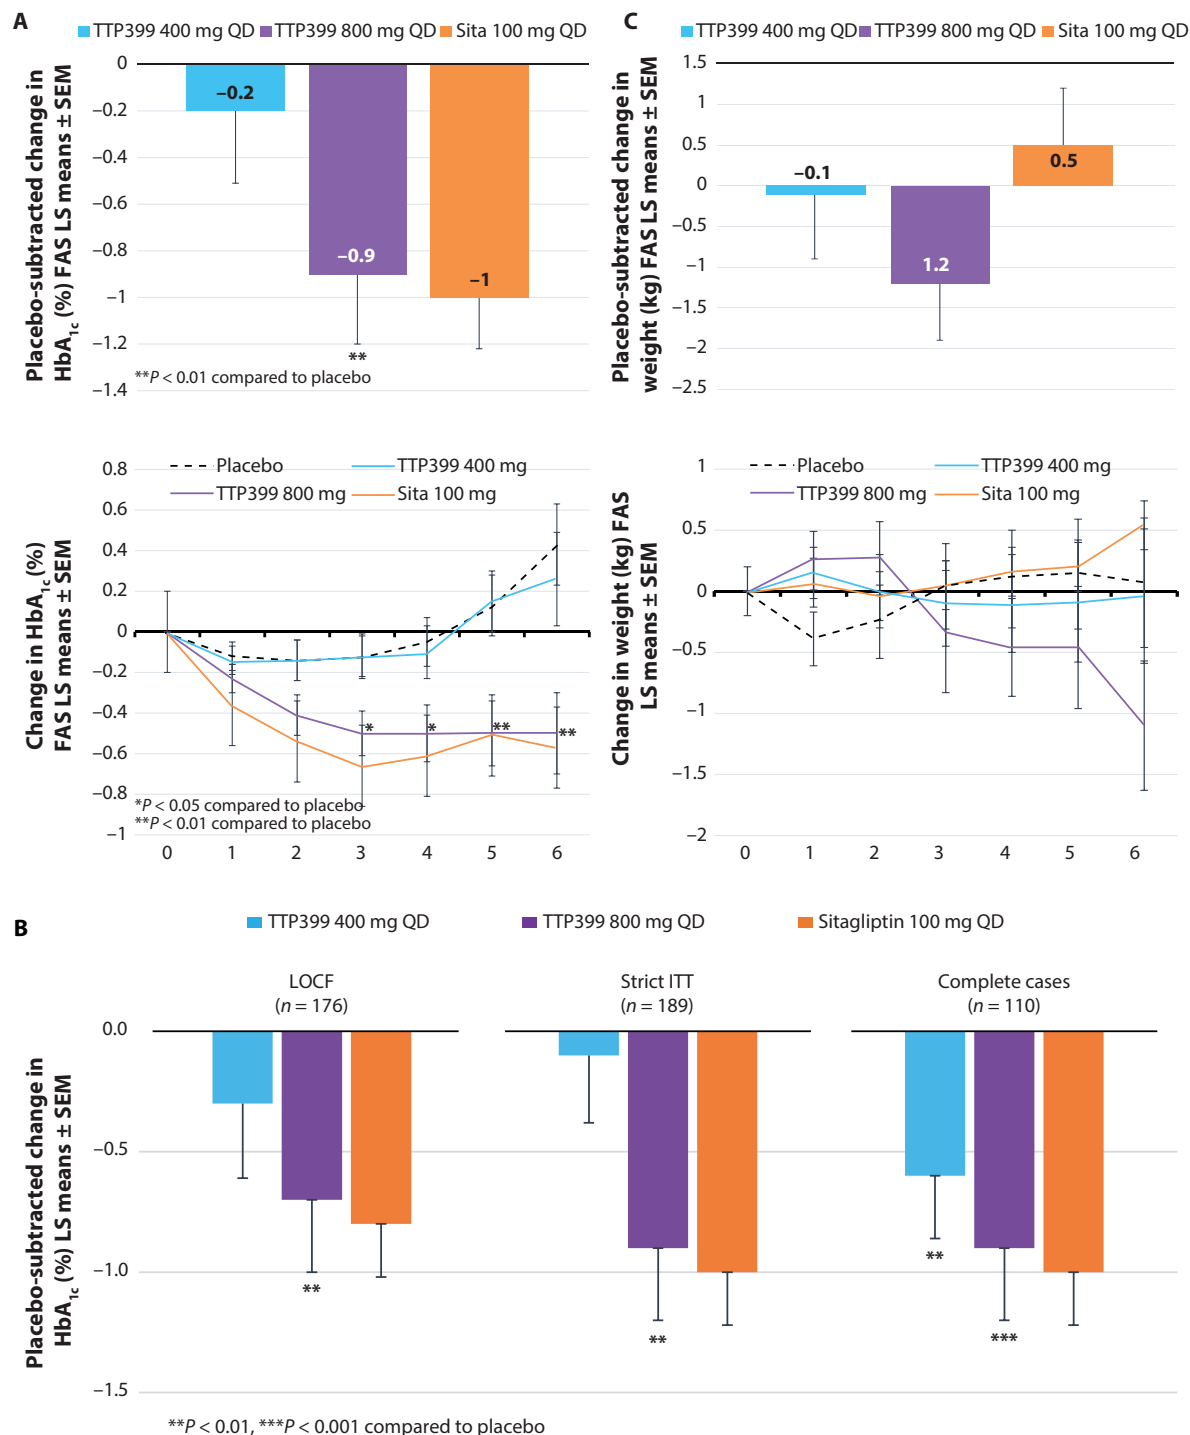 A
TTP399 400 mg QD TTP399 800 mg QD Sita 100 mg QD
Placebo-subtracted change in
HbA1c (%) FAS LS means ± SEM
0
–0.2
–0.4
–0.6
–0.8
–1
–1.2
–1.4
–0.2
–0.9
–1
**
**P < 0.01 compared to placebo
Change in HbA1c (%)
FAS LS means ± SEM
0.8
0.6
0.4
0.2
0
–0.2
–0.4
–0.6
–0.8
–1
Placebo TTP399 400 mg
TTP399 800 mg Sita 100 mg
* * ** **
*P < 0.05 compared to placebo
**P < 0.01 compared to placebo
0 1 2 3 4 5 6
C
TTP399 400 mg QD TTP399 800 mg QD Sita 100 mg QD
Placebo-subtracted change in
weight (kg) FAS LS means ± SEM
1.5
1
0.5
0
–0.5
–1
–1.5
–2
–2.5
–0.1
1.2
0.5
Change in weight (kg) FAS
LS means ± SEM
1
0.5
0
–0.5
–1
–1.5
–2
Placebo TTP399 400 mg
TTP399 800 mg Sita 100 mg
0 1 2 3 4 5 6
B
TTP399 400 mg QD TTP399 800 mg QD Sitagliptin 100 mg QD
Placebo-subtracted change in
HbA1c (%) LS means ± SEM
LOCF
(n = 176)
Strict ITT
(n = 189)
Complete cases
(n = 110)
0.0
–0.5
–1.0
–1.5
**
**
**
***
**P < 0.01, ***P < 0.001 compared to placebo